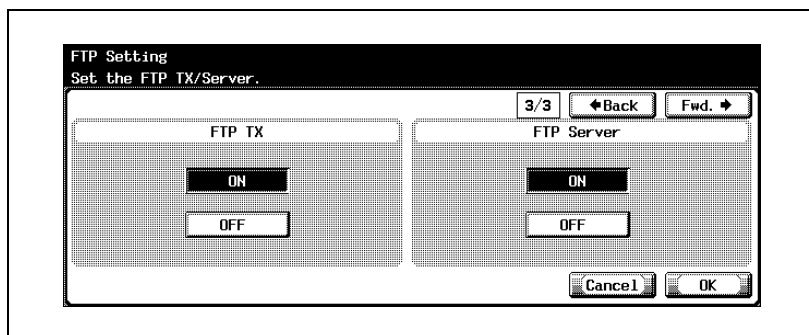 FTP Setting
Set the FTP TX/Server.
3/3 ←Back Fwd. →
FTP TX
FTP Server
ON
ON
OFF
OFF
Cancel OK